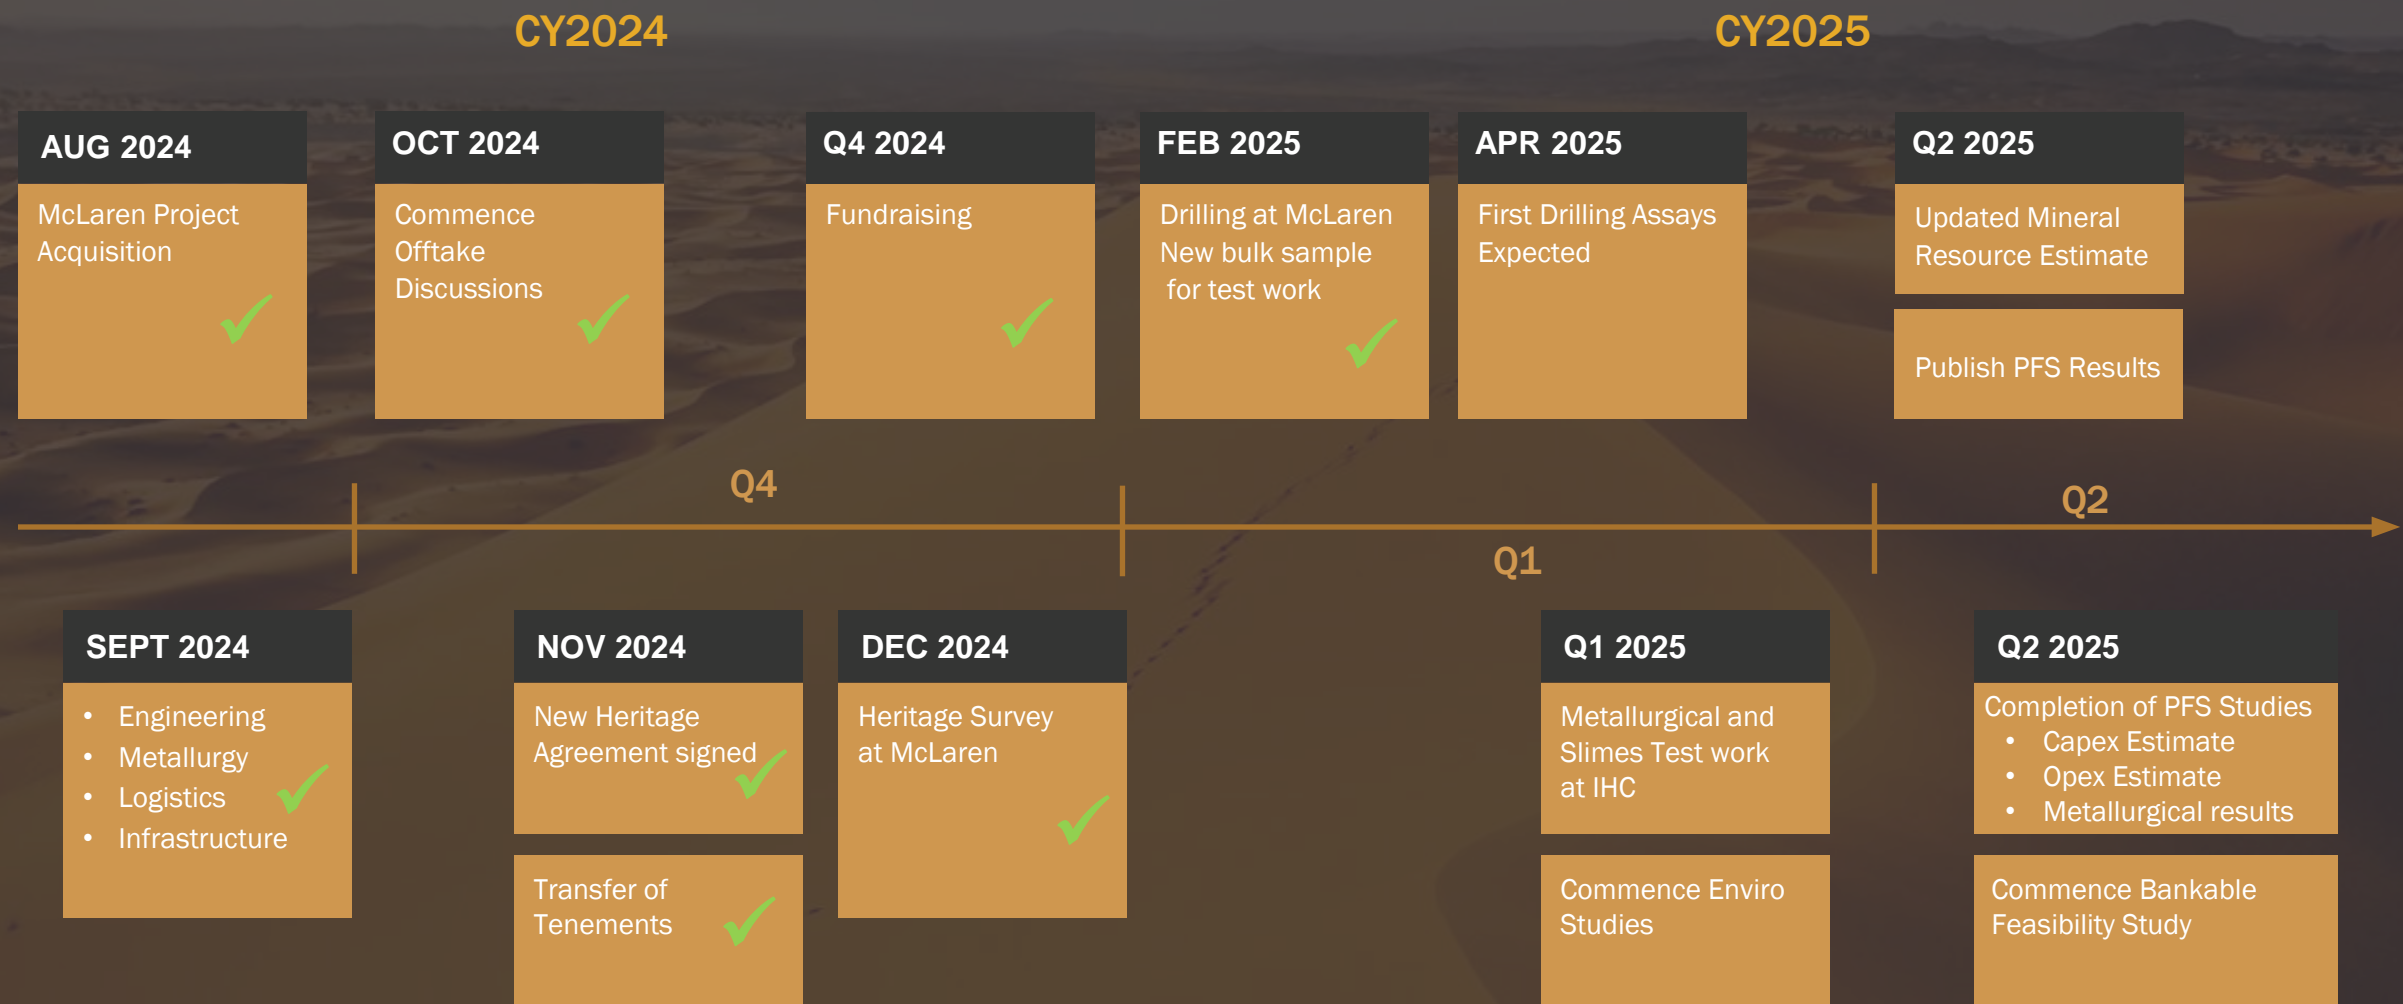 CY2024
CY2025
AUG 2024
McLaren Project
Acquisition
OCT 2024
Commence
Offtake
Discussions
Q4 2024
Fundraising
FEB 2025
Drilling at McLaren
New bulk sample
for test work
APR 2025
First Drilling Assays
Expected
Q2 2025
Updated Mineral
Resource Estimate
Publish PFS Results
Q4
Q1
Q2
SEPT 2024
• Engineering
• Metallurgy
• Logistics
• Infrastructure
NOV 2024
New Heritage
Agreement signed
Transfer of
Tenements
DEC 2024
Heritage Survey
at McLaren
Q1 2025
Metallurgical and
Slimes Test work
at IHC
Commence Enviro
Studies
Q2 2025
Completion of PFS Studies
• Capex Estimate
• Opex Estimate
• Metallurgical results
Commence Bankable
Feasibility Study